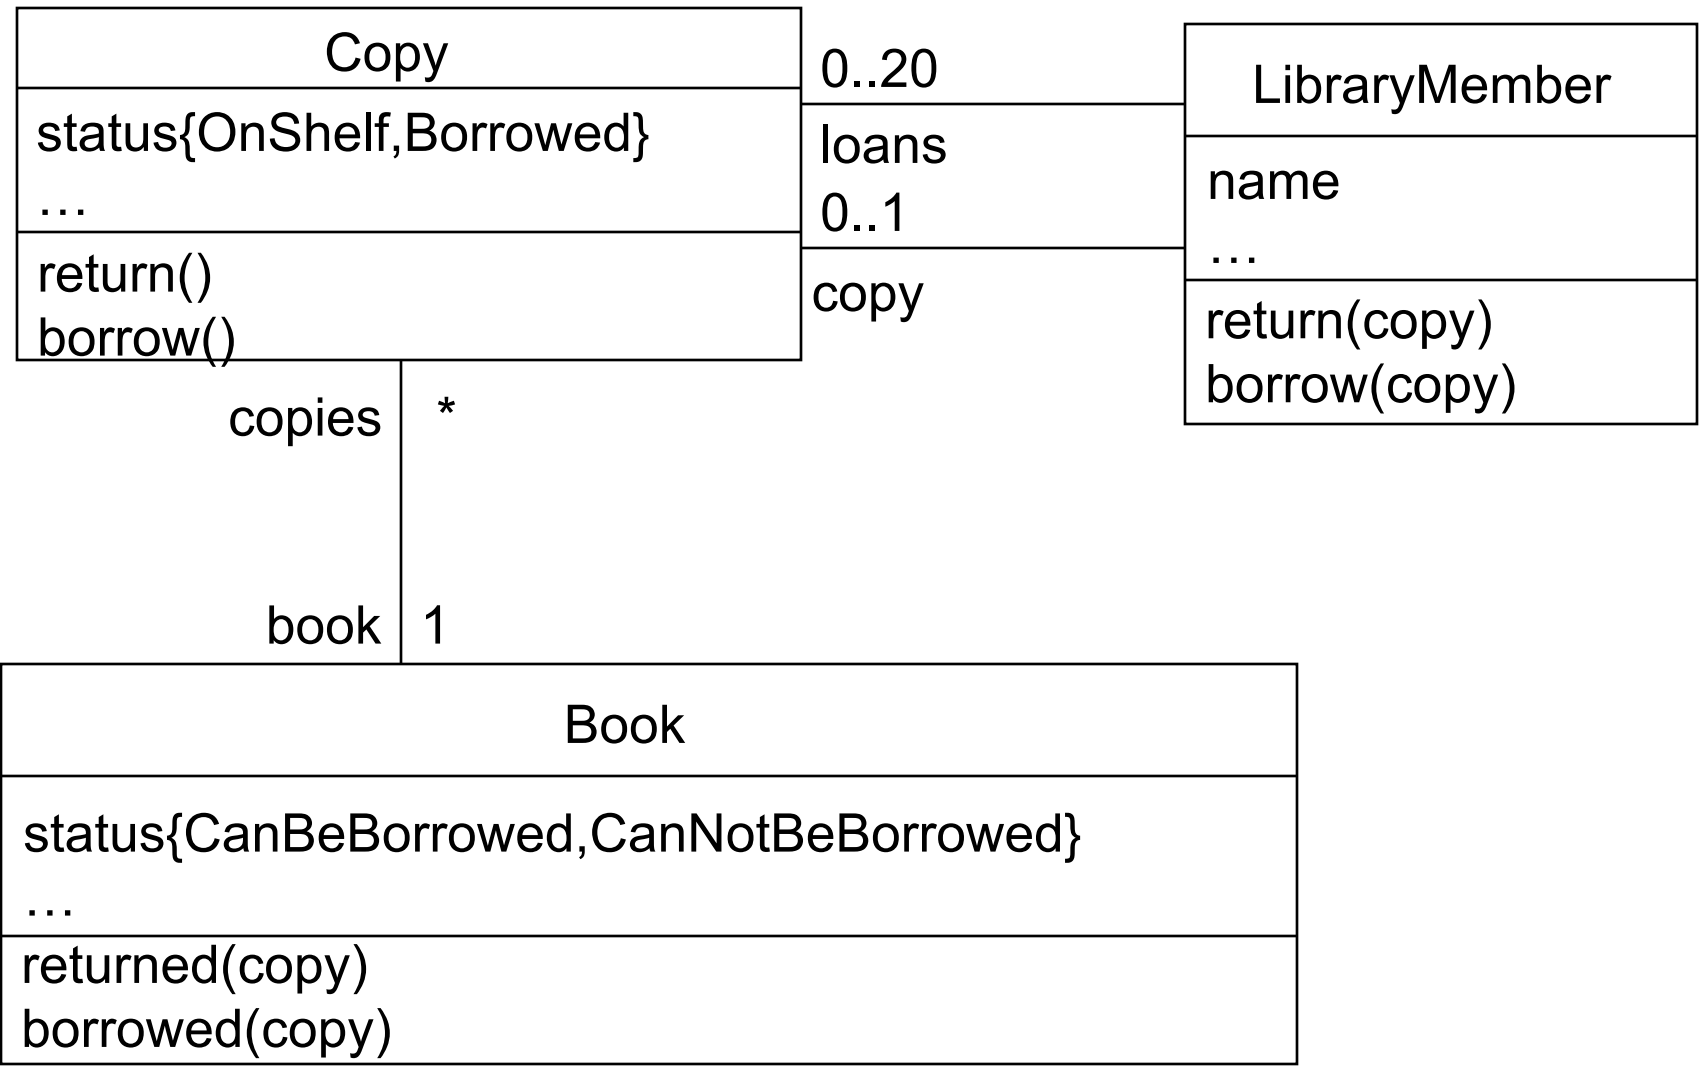 Copy
status{OnShelf,Borrowed}
…
return()
borrow()
0..20
loans
0..1
copy
LibraryMember
name
…
return(copy)
borrow(copy)
copies *
book 1
Book
status{CanBeBorrowed,CanNotBeBorrowed}
…
returned(copy)
borrowed(copy)